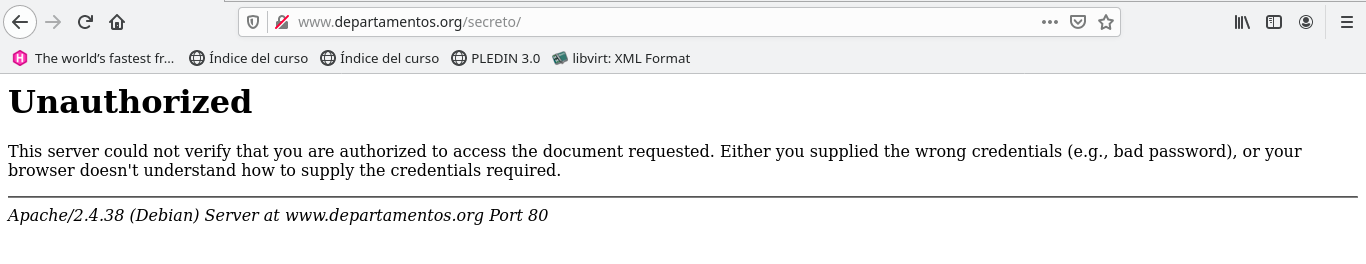 www.departamentos.org/secreto/
The world's fastest fr... Índice del curso Índice del curso PLEDIN 3.0 libvirt: XML Format
Unauthorized
This server could not verify that you are authorized to access the document requested. Either you supplied the wrong credentials (e.g., bad password), or your
browser doesn't understand how to supply the credentials required.
Apache/2.4.38 (Debian) Server at www.departamentos.org Port 80